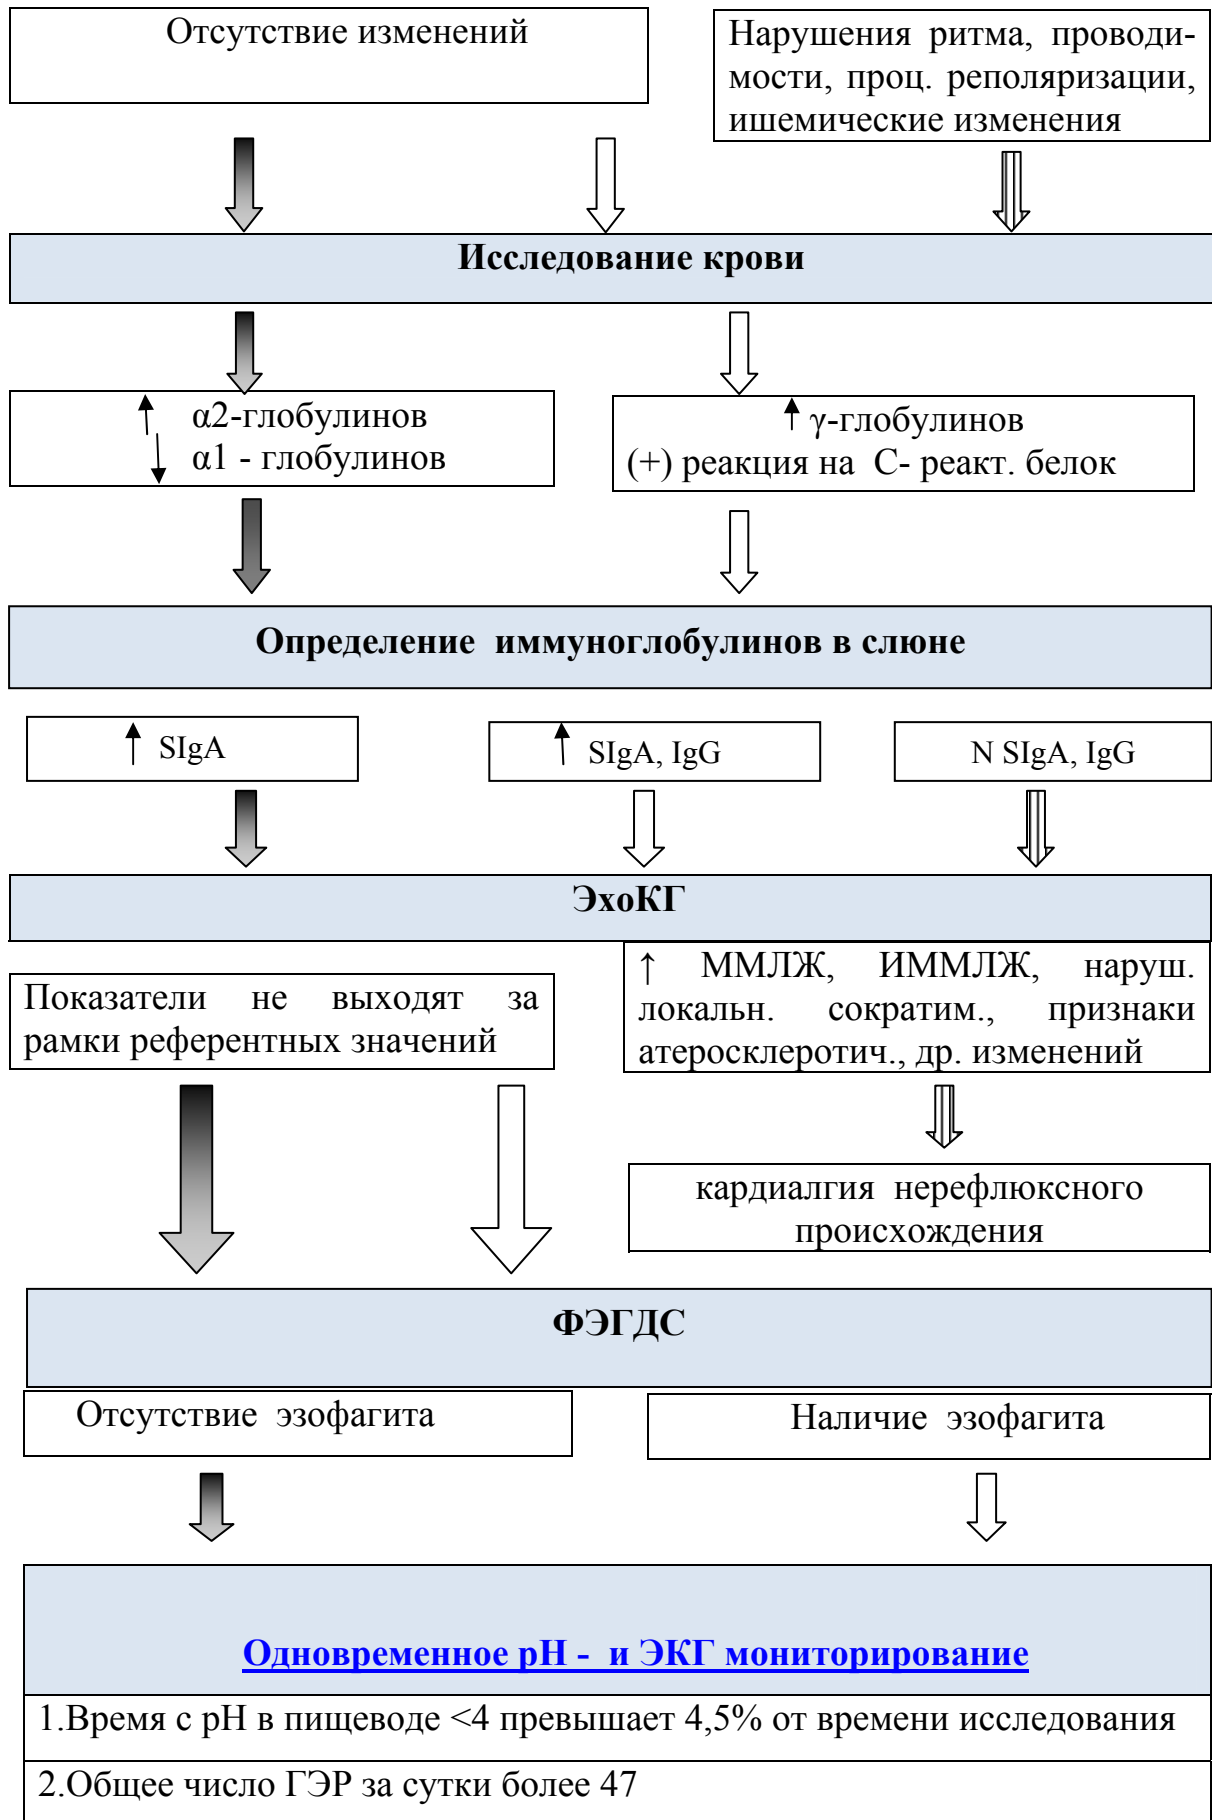 Отсутствие изменений
Нарушения ритма, проводи-
мости, проц. реполяризации,
ишемические изменения
Исследование крови
↑ α2-глобулинов
↓ α1 - глобулинов
↑ γ-глобулинов
(+) реакция на С- реакт. белок
Определение иммуноглобулинов в слюне
↑ SIgA
↑ SIgA, IgG
N SIgA, IgG
ЭхоКГ
Показатели не выходят за
рамки референтных значений
↑ ММЛЖ, ИММЛЖ, наруш.
локальн. сократим., признаки
атеросклеротич., др. изменений
кардиалгия нерефлюксного
происхождения
ФЭГДС
Отсутствие эзофагита
Наличие эзофагита
Одновременное рН - и ЭКГ мониторирование
1.Время с рН в пищеводе <4 превышает 4,5% от времени исследования
2.Общее число ГЭР за сутки более 47